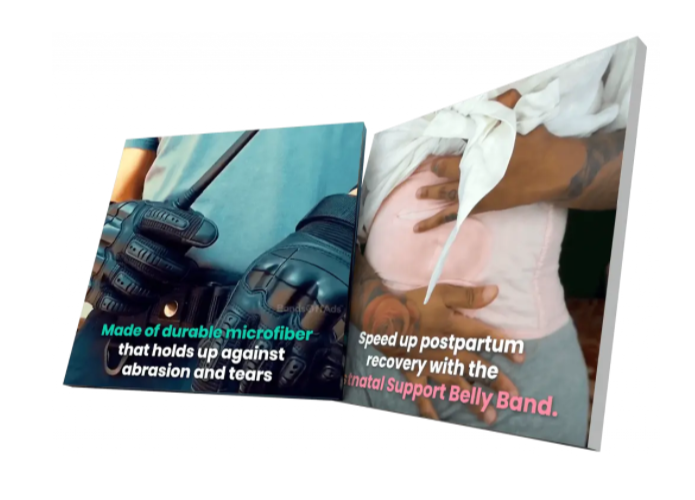 Made of durable microfiber
that holds up against
abrasion and tears
Speed up postpartum
recovery with the
Support Belly Band.